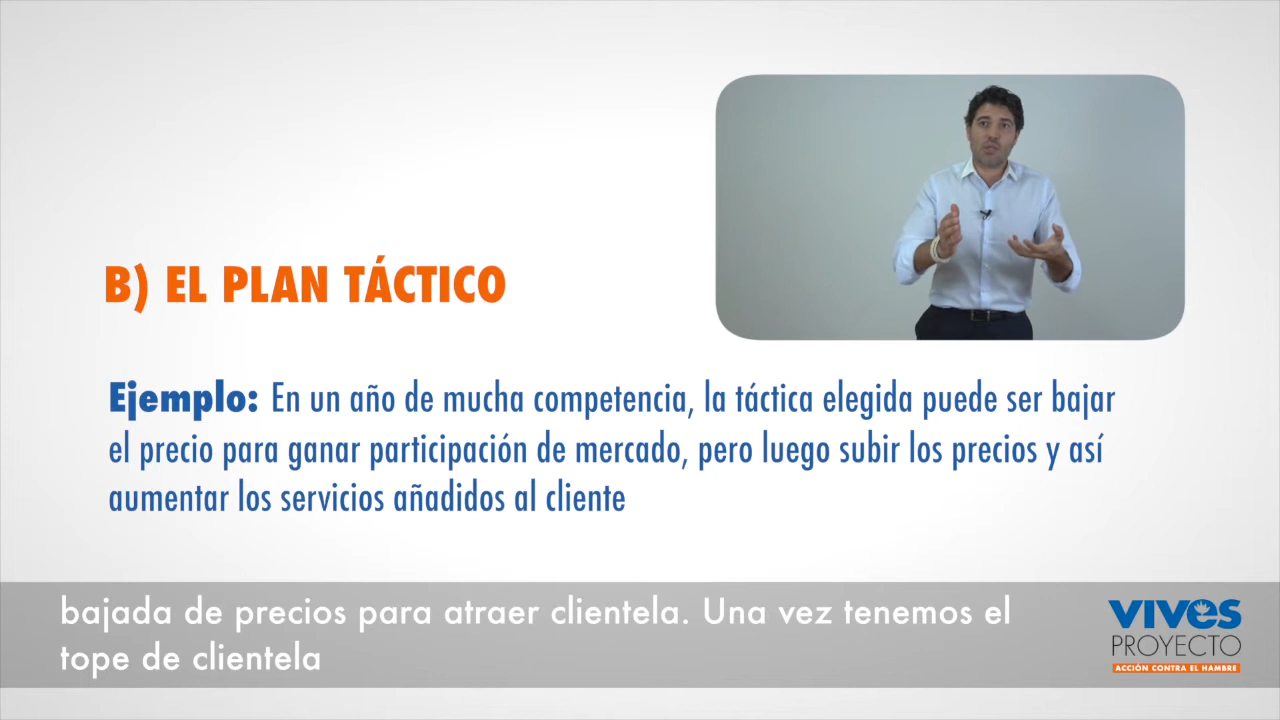 B) EL PLAN TÁCTICO
Ejemplo: En un año de mucha competencia, la táctica elegida puede ser bajar
el precio para ganar participación de mercado, pero luego subir los precios y así
aumentar los servicios añadidos al cliente
bajada de precios para atraer clientela. Una vez tenemos el
tope de clientela
VIVES
PROYECTO
ACCIÓN CONTRA EL HAMBRE